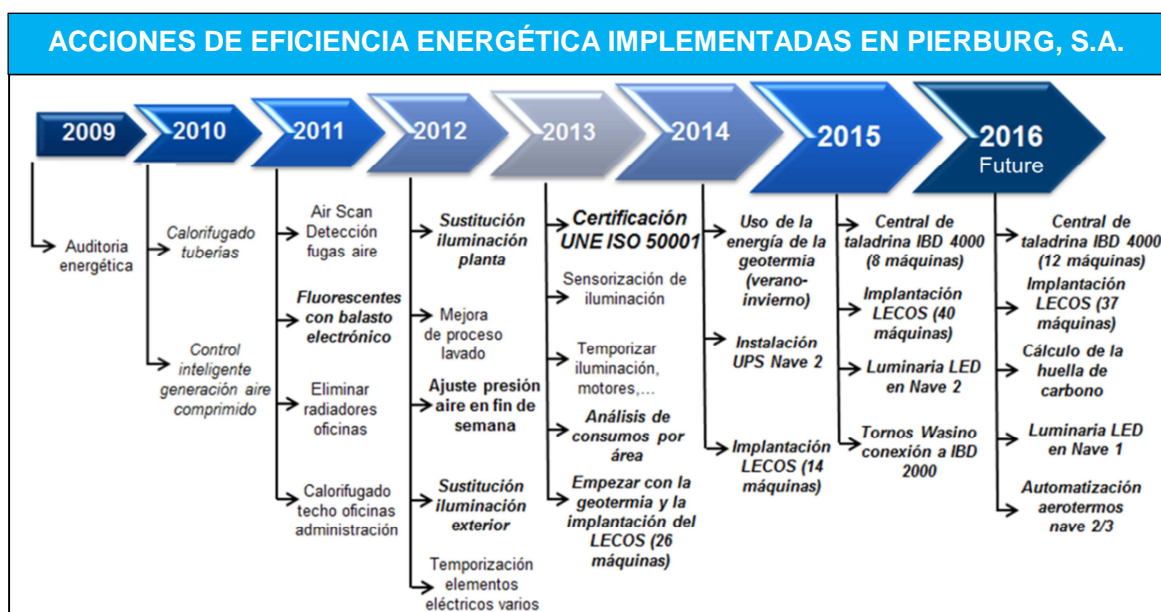 ACCIONES DE EFICIENCIA ENERGÉTICA IMPLEMENTADAS EN PIERBURG, S.A.
2009
Auditoria
energética
2010
Calorifugado
tuberías
Control
inteligente
generación aire
comprimido
2011
Air Scan
Detección
fugas aire
Fluorescentes
con balasto
electrónico
Eliminar
radiadores
oficinas
Calorifugado
techo oficinas
administración
2012
Sustitución
iluminación
planta
Mejora
de proceso
lavado
Ajuste presión
aire en fin de
semana
Sustitución
iluminación
exterior
Temporización
elementos
eléctricos varios
2013
Certificación
UNE ISO 50001
Sensorización de
iluminación
Temporizar
iluminación,
motores,...
Análisis de
consumos por
área
Empezar con la
geotermia y la
implantación del
LECOS (26
máquinas)
2014
Uso de la
energía de la
geotermia
(verano-
invierno)
Instalación
UPS Nave 2
Implantación
LECOS (14
máquinas)
2015
Central de
taladrina IBD 4000
(8 máquinas)
Implantación
LECOS (40
máquinas)
Luminaria LED
en Nave 2
Tornos Wasino
conexión a IBD
2000
2016
Future
Central de
taladrina IBD 4000
(12 máquinas)
Implantación
LECOS (37
máquinas)
Cálculo de la
huella de
carbono
Luminaria LED
en Nave 1
Automatización
aerotermos
nave 2/3